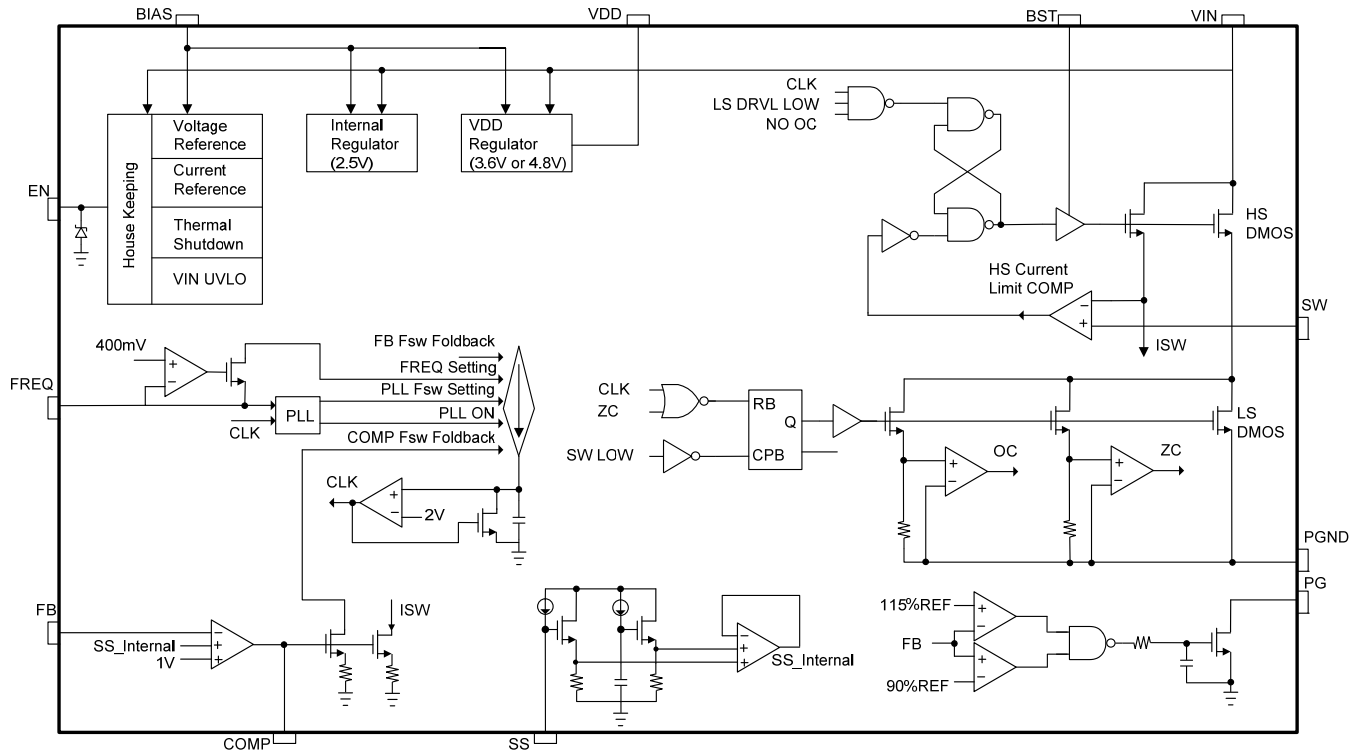 BIAS
VDD
BST
VIN
CLK
LS DRVL LOW
NO OC
Voltage
Reference
Internal
Regulator
(2.5V)
VDD
Regulator
(3.6V or 4.8V)
Current
Reference
EN
House Keeping
Thermal
Shutdown
VIN UVLO
HS
DMOS
HS Current
Limit COMP
SW
ISW
400mV
FB Fsw Foldback
FREQ Setting
FREQ
PLL Fsw Setting
PLL
PLL ON
CLK
COMP Fsw Foldback
CLK
ZC
RB
Q
CPB
SW LOW
LS
DMOS
OC
ZC
CLK
2V
PGND
PG
FB
ISW
SS_Internal
1V
SS_Internal
115%REF
FB
90%REF
COMP
SS
+
−
+
−
+
−
+
−
+
−
−
+
+
−
+
+
+
−
+
−